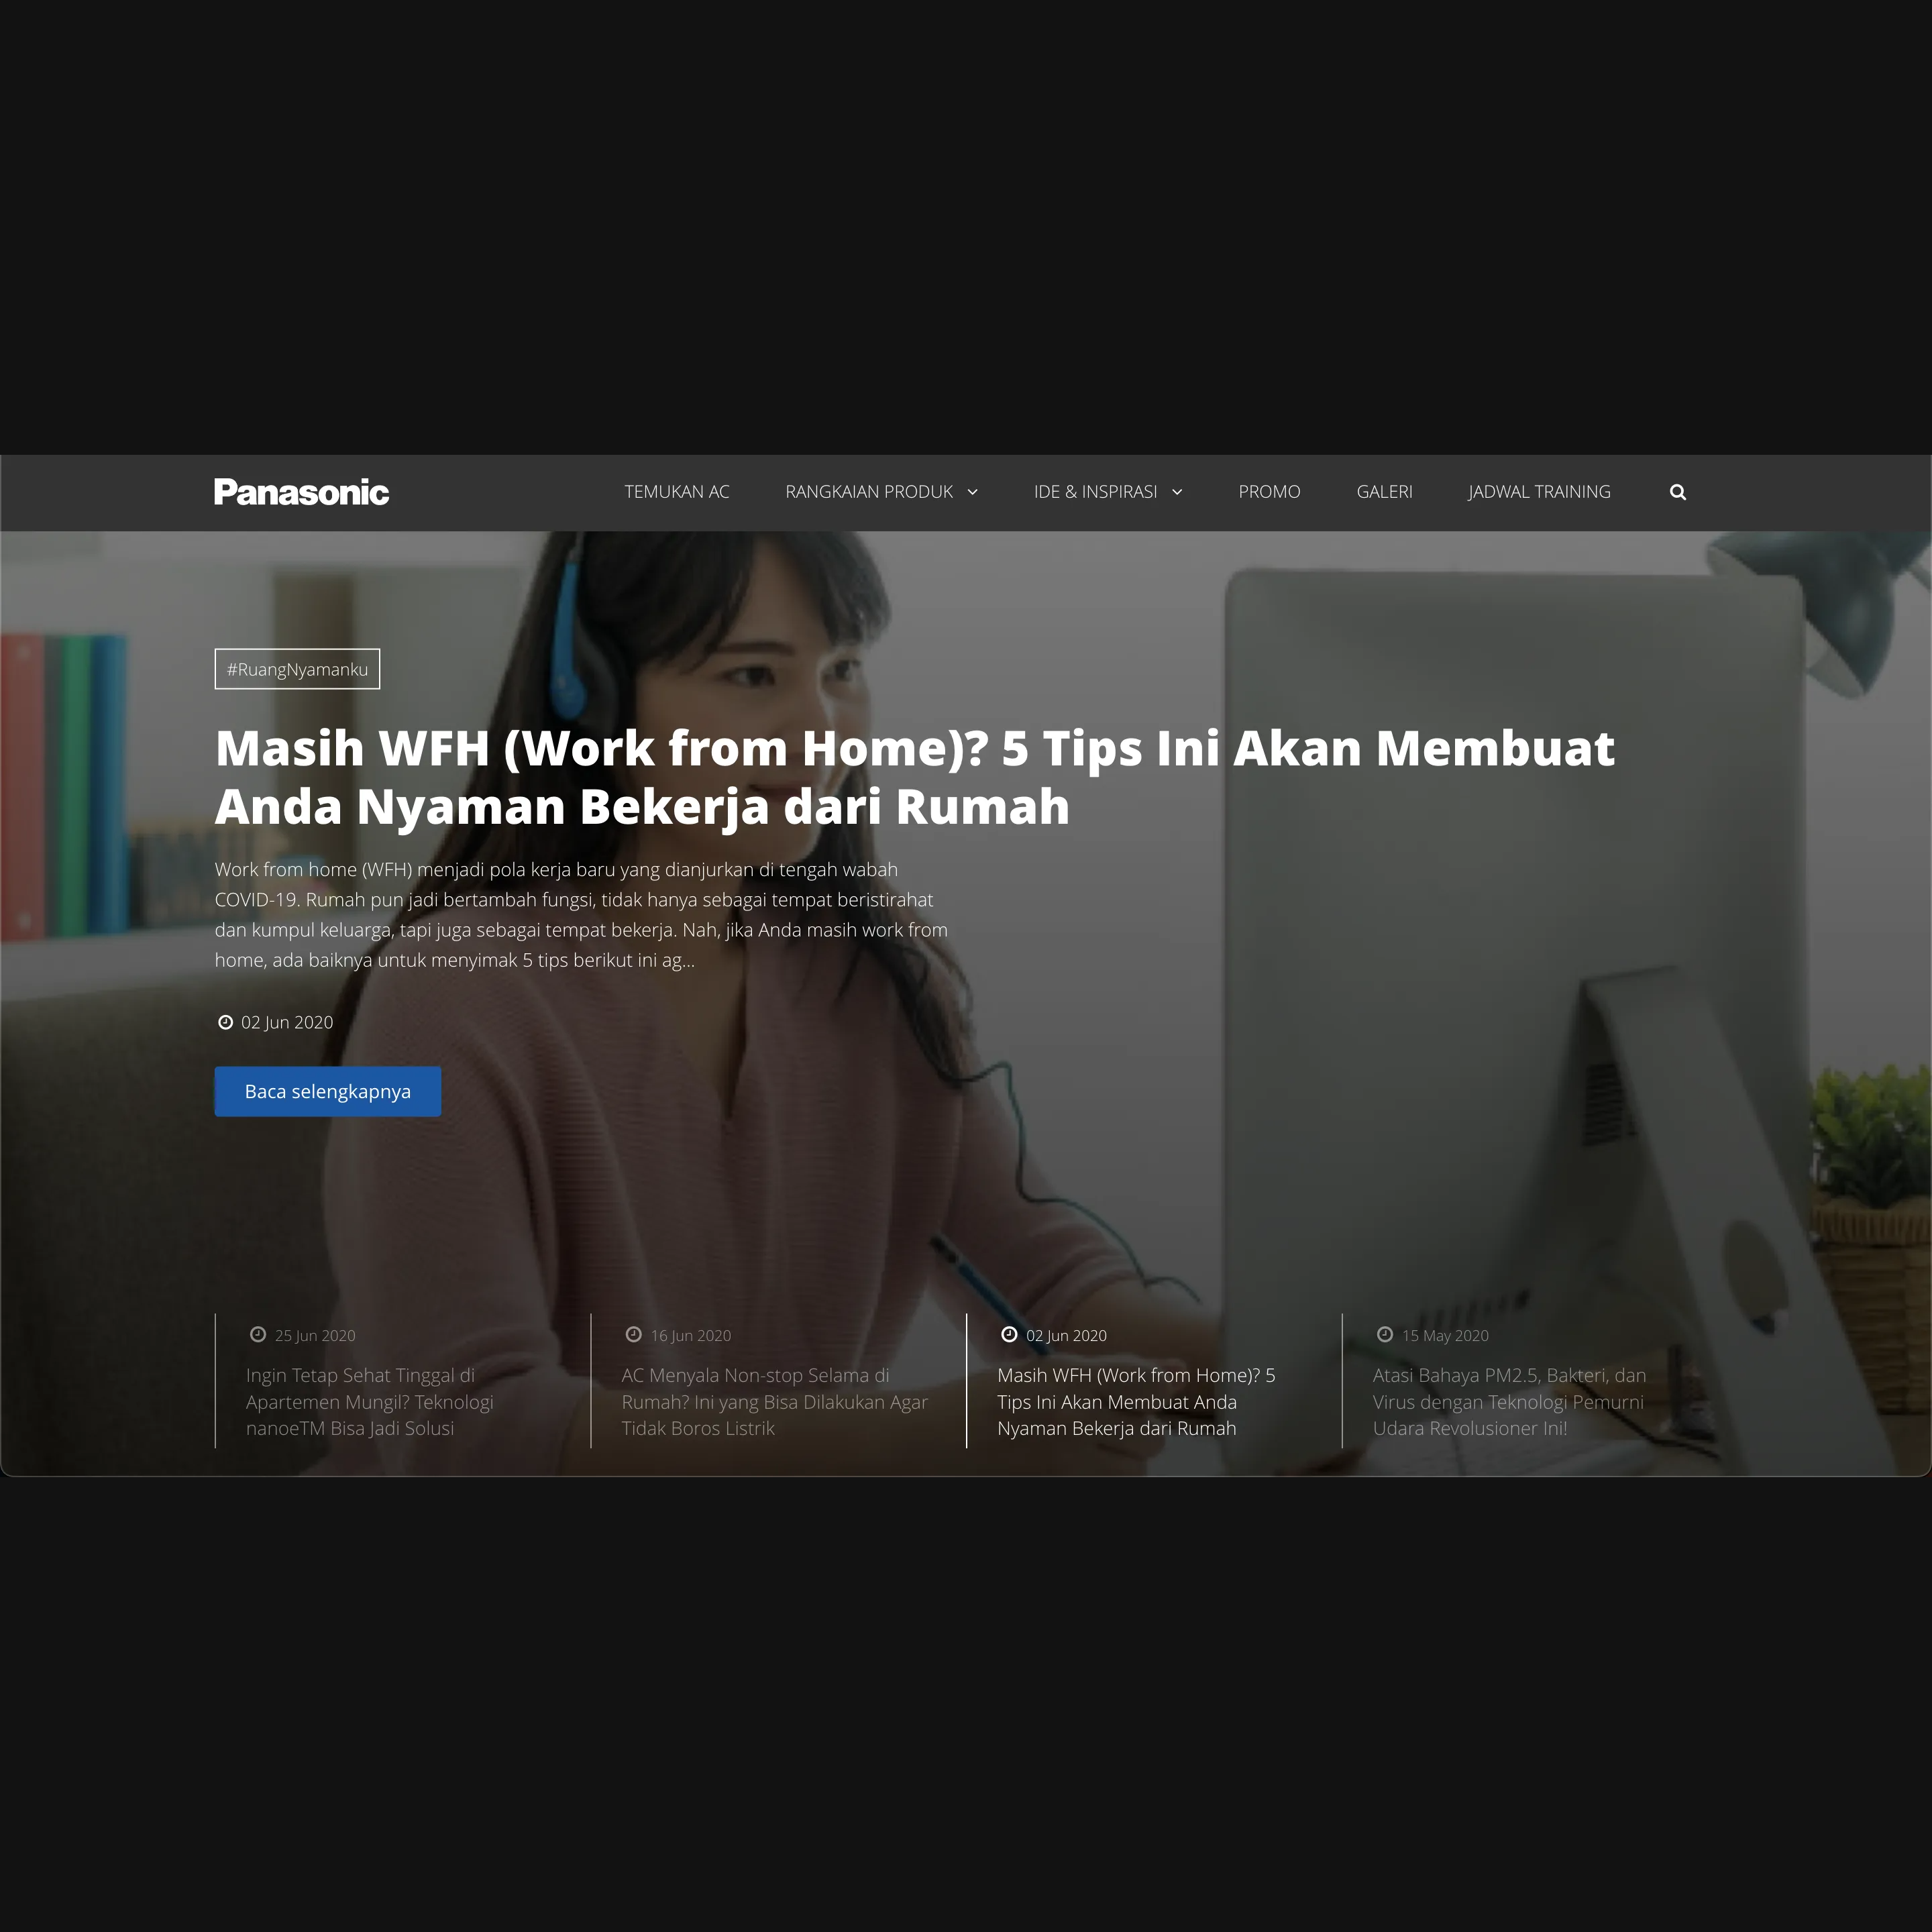 Panasonic
TEMUKAN AC
RANGKAIAN PRODUK
IDE & INSPIRASI
PROMO
GALERI
JADWAL TRAINING
#RuangNyamanku
Masih WFH (Work from Home)? 5 Tips Ini Akan Membuat
Anda Nyaman Bekerja dari Rumah
Work from home (WFH) menjadi pola kerja baru yang dianjurkan di tengah wabah
COVID-19. Rumah pun jadi bertambah fungsi, tidak hanya sebagai tempat beristirahat
dan kumpul keluarga, tapi juga sebagai tempat bekerja. Nah, jika Anda masih work from
home, ada baiknya untuk menyimak 5 tips berikut ini ag...
02 Jun 2020
Baca selengkapnya
25 Jun 2020
Ingin Tetap Sehat Tinggal di
Apartemen Mungil? Teknologi
nanoeTM Bisa Jadi Solusi
16 Jun 2020
AC Menyala Non-stop Selama di
Rumah? Ini yang Bisa Dilakukan Agar
Tidak Boros Listrik
02 Jun 2020
Masih WFH (Work from Home)? 5
Tips Ini Akan Membuat Anda
Nyaman Bekerja dari Rumah
15 May 2020
Atasi Bahaya PM2.5, Bakteri, dan
Virus dengan Teknologi Pemurni
Udara Revolusioner Ini!